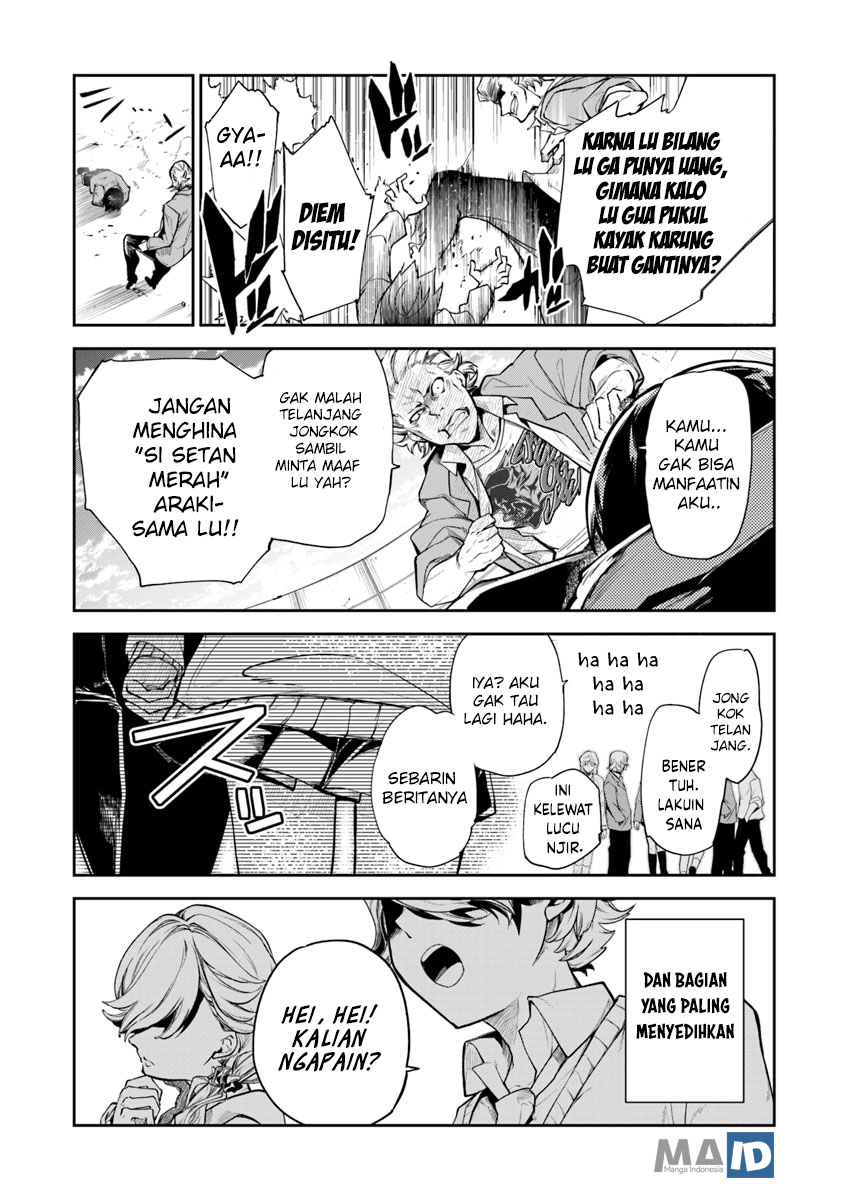 KARNA LU BILANG
LU GA PUNYA UANG,
GIMANA KALO
LU GUA PUKUL
KAYAK KARUNG
BUAT GANTINYA?
DIEM
DISITU!
GYA-
AA!!
KAMU...
KAMU
GAK BISA
MANFAATIN
AKU..
GAK MALAH
TELANJANG
JONGKOK
SAMBIL
MINTA MAAF
LU YAH?
JANGAN
MENGHINA
"SI SETAN
MERAH"
ARAKI-
SAMA LU!!
JONG
KOK
TELAN
JANG.
BENER
TUH.
LAKUIN
SANA
ha ha ha
ha ha
ha ha
INI
KELEWAT
LUCU
NJIR.
IYA? AKU
GAK TAU
LAGI HAHA.
SEBARIN
BERITANYA
DAN BAGIAN
YANG PALING
MENYEDIHKAN
HEI, HEI!
KALIAN
NGAPAIN?
MAID
Manga Indonesia